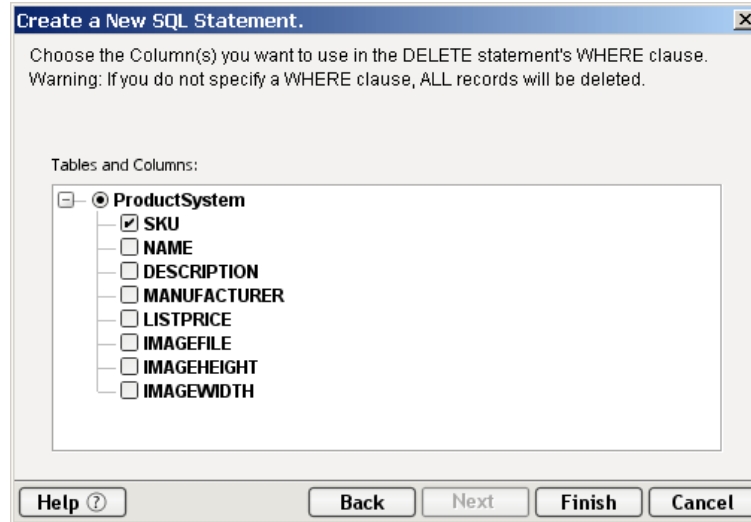 Create a New SQL Statement.
Choose the Column(s) you want to use in the DELETE statement's WHERE clause.
Warning: If you do not specify a WHERE clause, ALL records will be deleted.
Tables and Columns:
ProductSystem
SKU
NAME
DESCRIPTION
MANUFACTURER
LISTPRICE
IMAGEFILE
IMAGEHEIGHT
IMAGEWIDTH
Help ? Back Next Finish Cancel